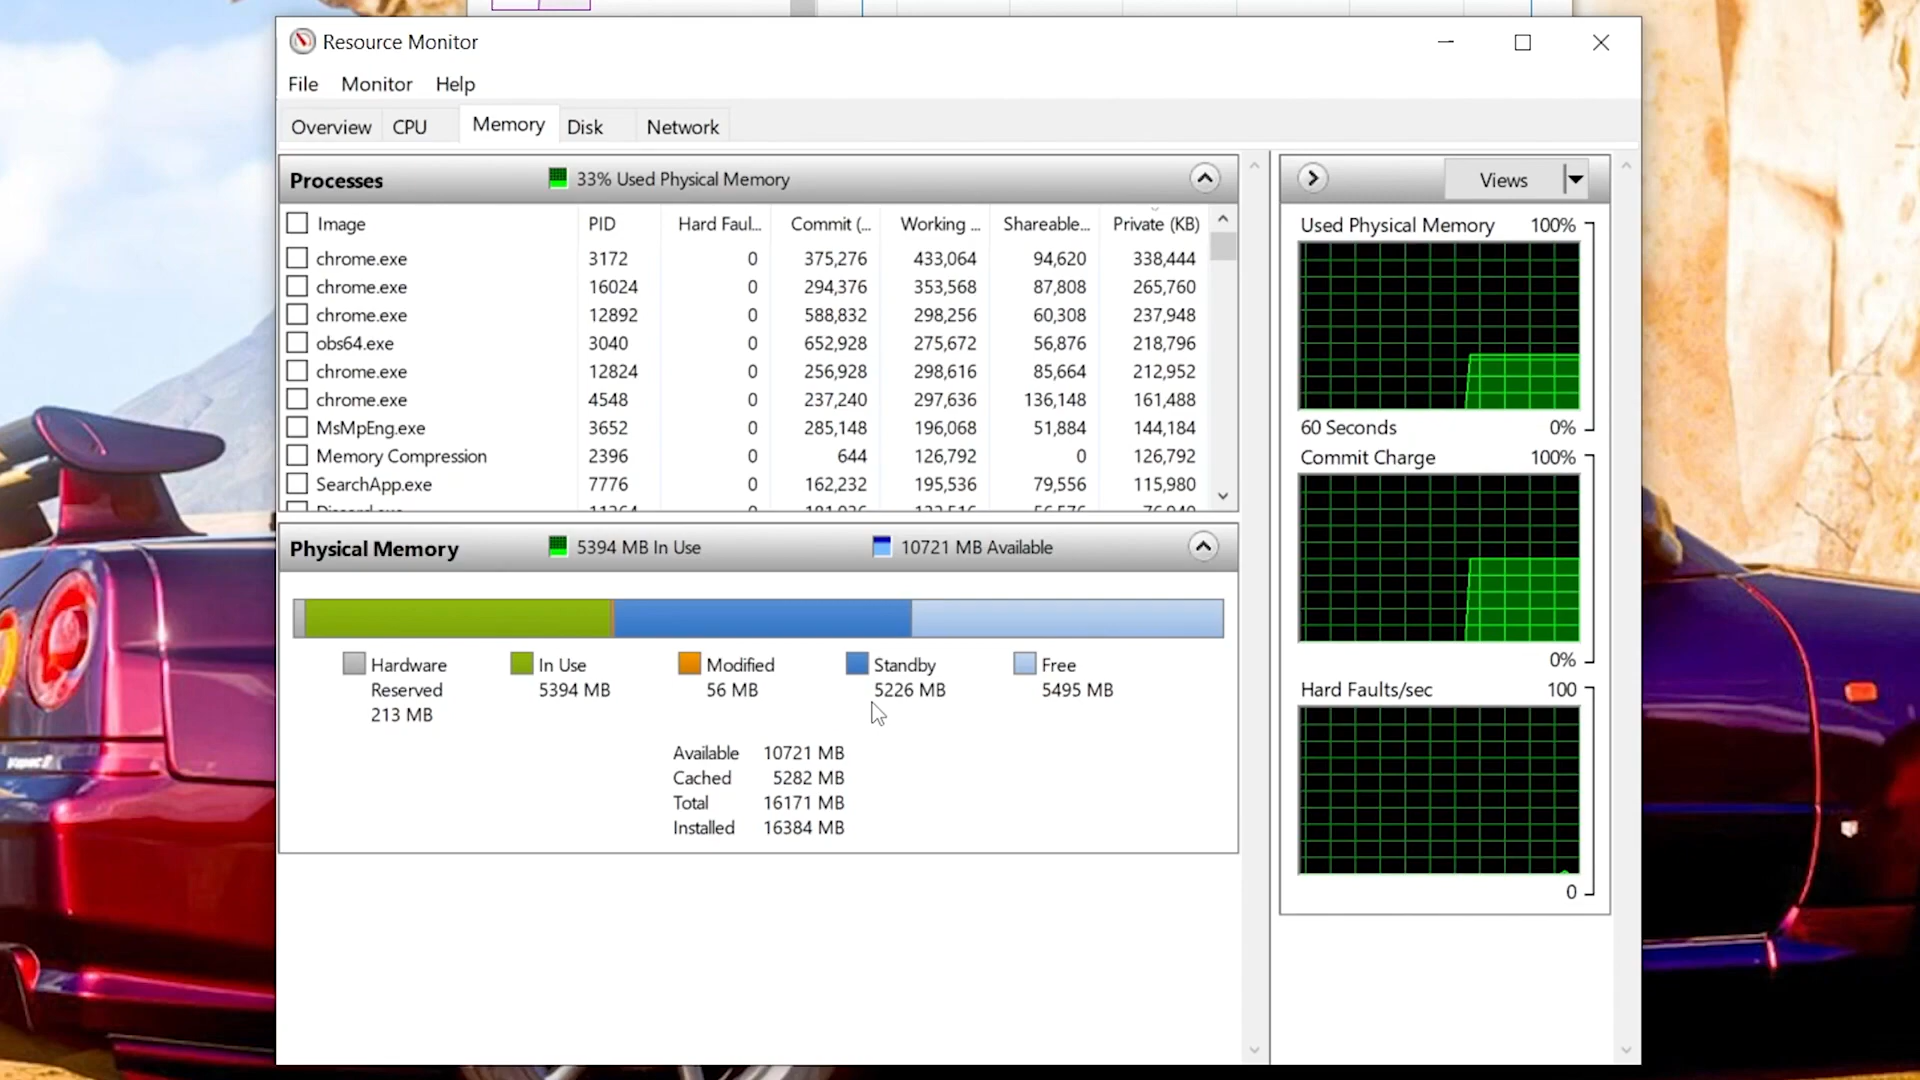 Resource Monitor
File Monitor Help
Overview CPU Memory Disk Network
Processes 33% Used Physical Memory
Image PID Hard Faul... Commit (... Working ... Shareable... Private (KB)
chrome.exe 3172 0 375,276 433,064 94,620 338,444
chrome.exe 16024 0 294,376 353,568 87,808 265,760
chrome.exe 12892 0 588,832 298,256 60,308 237,948
obs64.exe 3040 0 652,928 275,672 56,876 218,796
chrome.exe 12824 0 256,928 298,616 85,664 212,952
chrome.exe 4548 0 237,240 297,636 136,148 161,488
MsMpEng.exe 3652 0 285,148 196,068 51,884 144,184
Memory Compression 2396 0 644 126,792 0 126,792
SearchApp.exe 7776 0 162,232 195,536 79,556 115,980
Physical Memory 5394 MB In Use 10721 MB Available
Hardware Reserved 213 MB
In Use 5394 MB
Modified 56 MB
Standby 5226 MB
Free 5495 MB
Available 10721 MB
Cached 5282 MB
Total 16171 MB
Installed 16384 MB
Views
Used Physical Memory 100%
60 Seconds 0%
Commit Charge 100%
0%
Hard Faults/sec 100
0